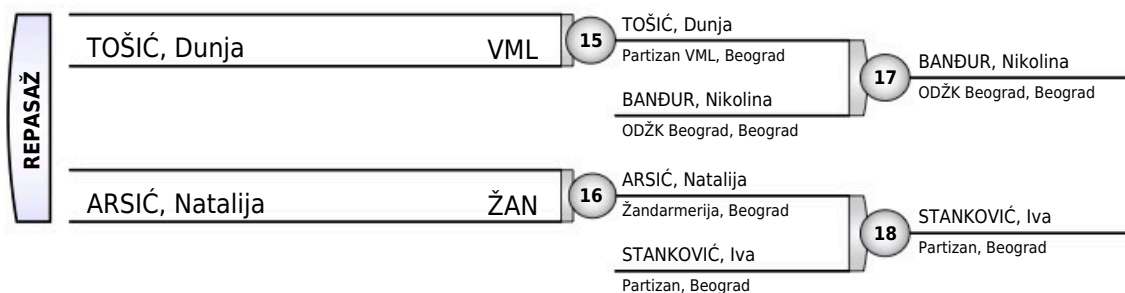 REPASAŽ
TOŠIĆ, Dunja VML
15
TOŠIĆ, Dunja
Partizan VML, Beograd
BANĐUR, Nikolina
ODŽK Beograd, Beograd
17
BANĐUR, Nikolina
ODŽK Beograd, Beograd
ARSIĆ, Natalija ŽAN
16
ARSIĆ, Natalija
Žandarmerija, Beograd
STANKOVIĆ, Iva
Partizan, Beograd
18
STANKOVIĆ, Iva
Partizan, Beograd